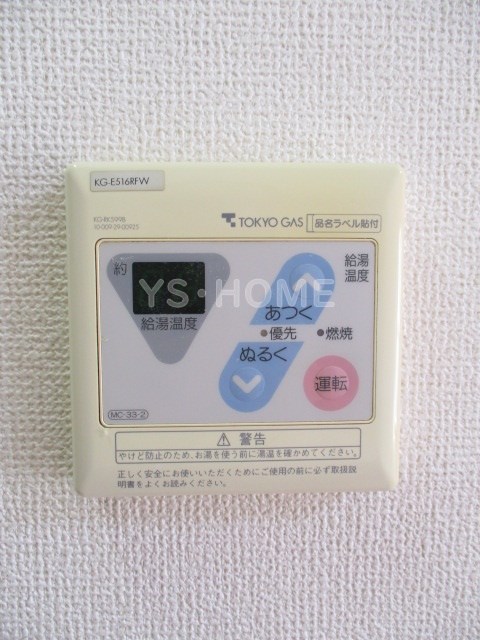 KG-E516RFW
TOKYO GAS
品名ラベル貼付
約
給湯温度
YS・HOME
給湯
温度
あつく
優先
燃焼
ぬるく
運転
MC-33-2
警告
やけど防止のため、お湯を使う前に湯温を確かめてください。
正しく安全にお使いいただくためにご使用の前に必ず取扱説
明書をよくお読みください。